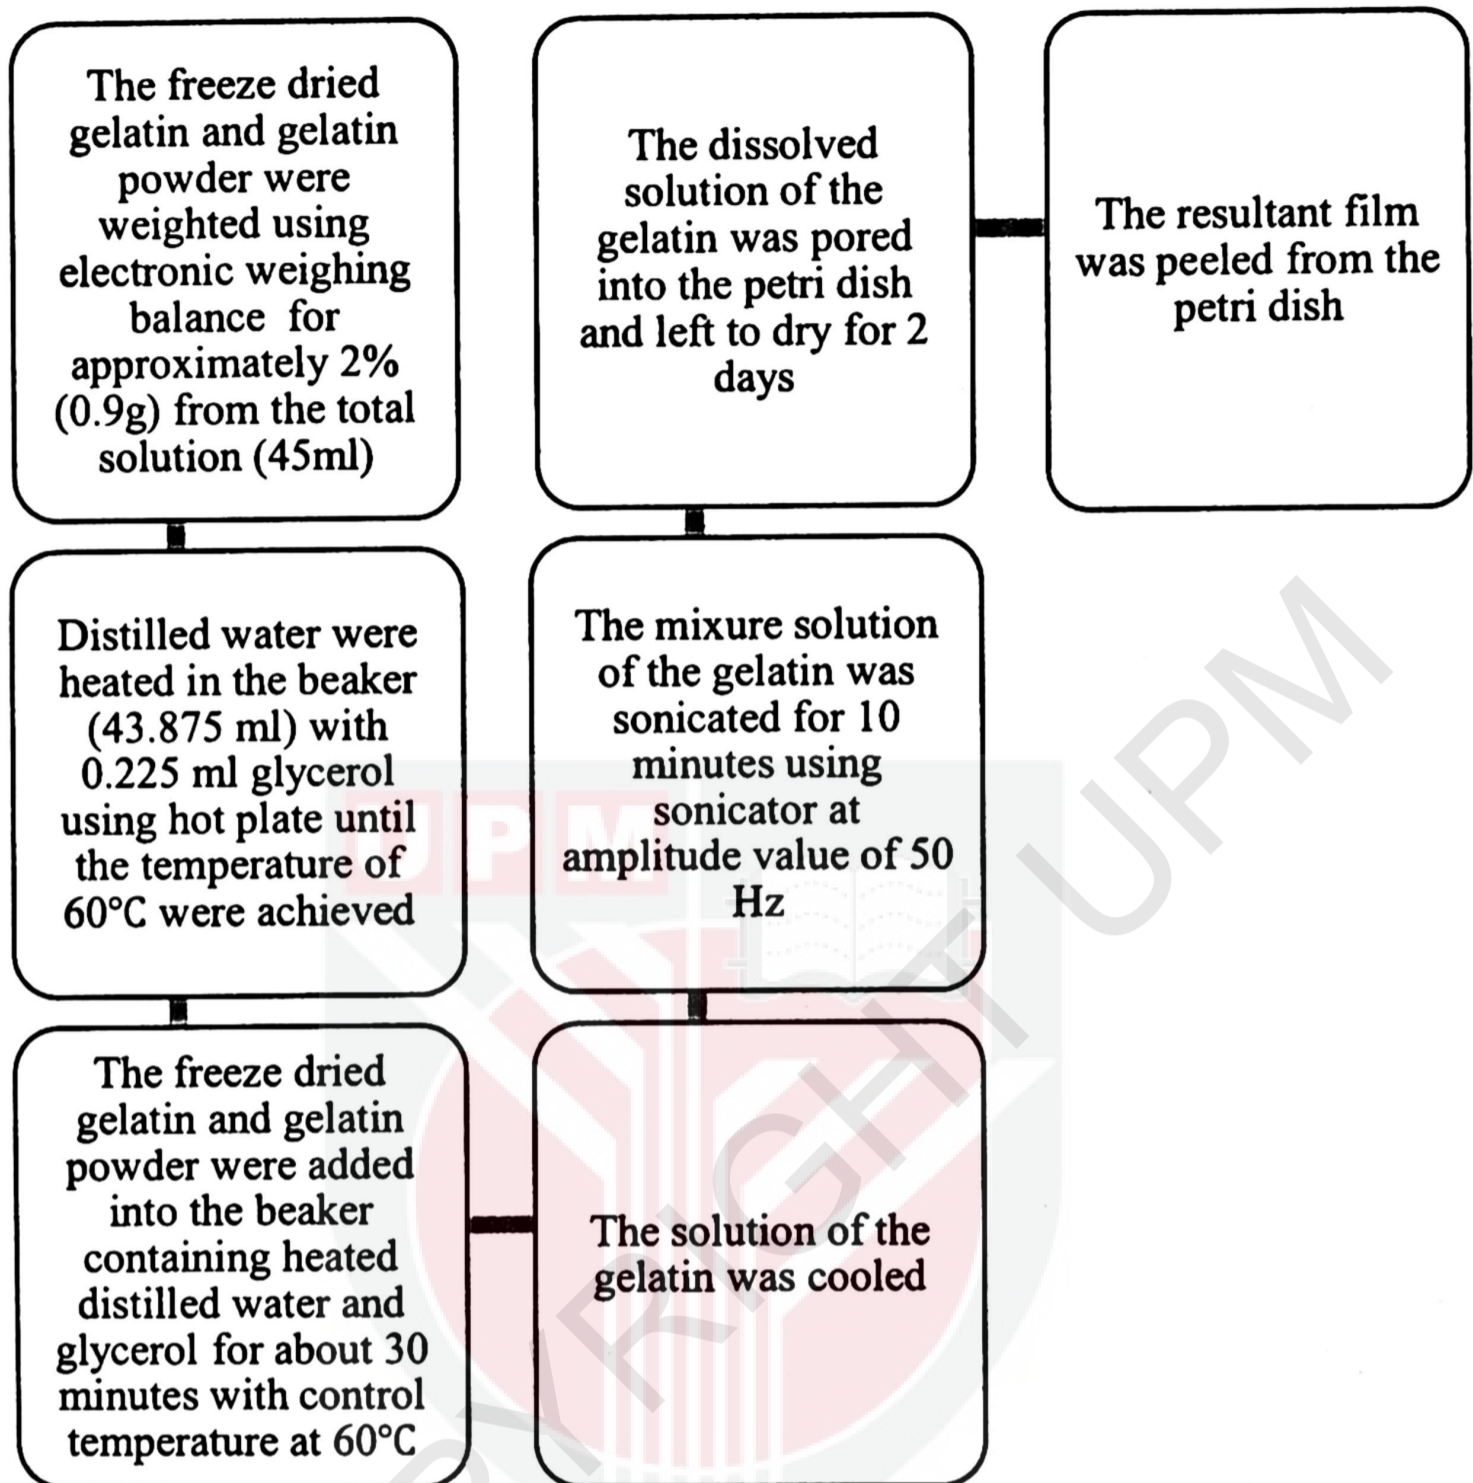 The freeze dried
gelatin and gelatin
powder were
weighted using
electronic weighing
balance for
approximately 2%
(0.9g) from the total
solution (45ml)
Distilled water were
heated in the beaker
(43.875 ml) with
0.225 ml glycerol
using hot plate until
the temperature of
60°C were achieved
The freeze dried
gelatin and gelatin
powder were added
into the beaker
containing heated
distilled water and
glycerol for about 30
minutes with control
temperature at 60°C
The solution of the
gelatin was cooled
The mixure solution
of the gelatin was
sonicated for 10
minutes using
sonicator at
amplitude value of 50
Hz
The dissolved
solution of the
gelatin was pored
into the petri dish
and left to dry for 2
days
The resultant film
was peeled from the
petri dish
UPM
PYRIGHT UPM